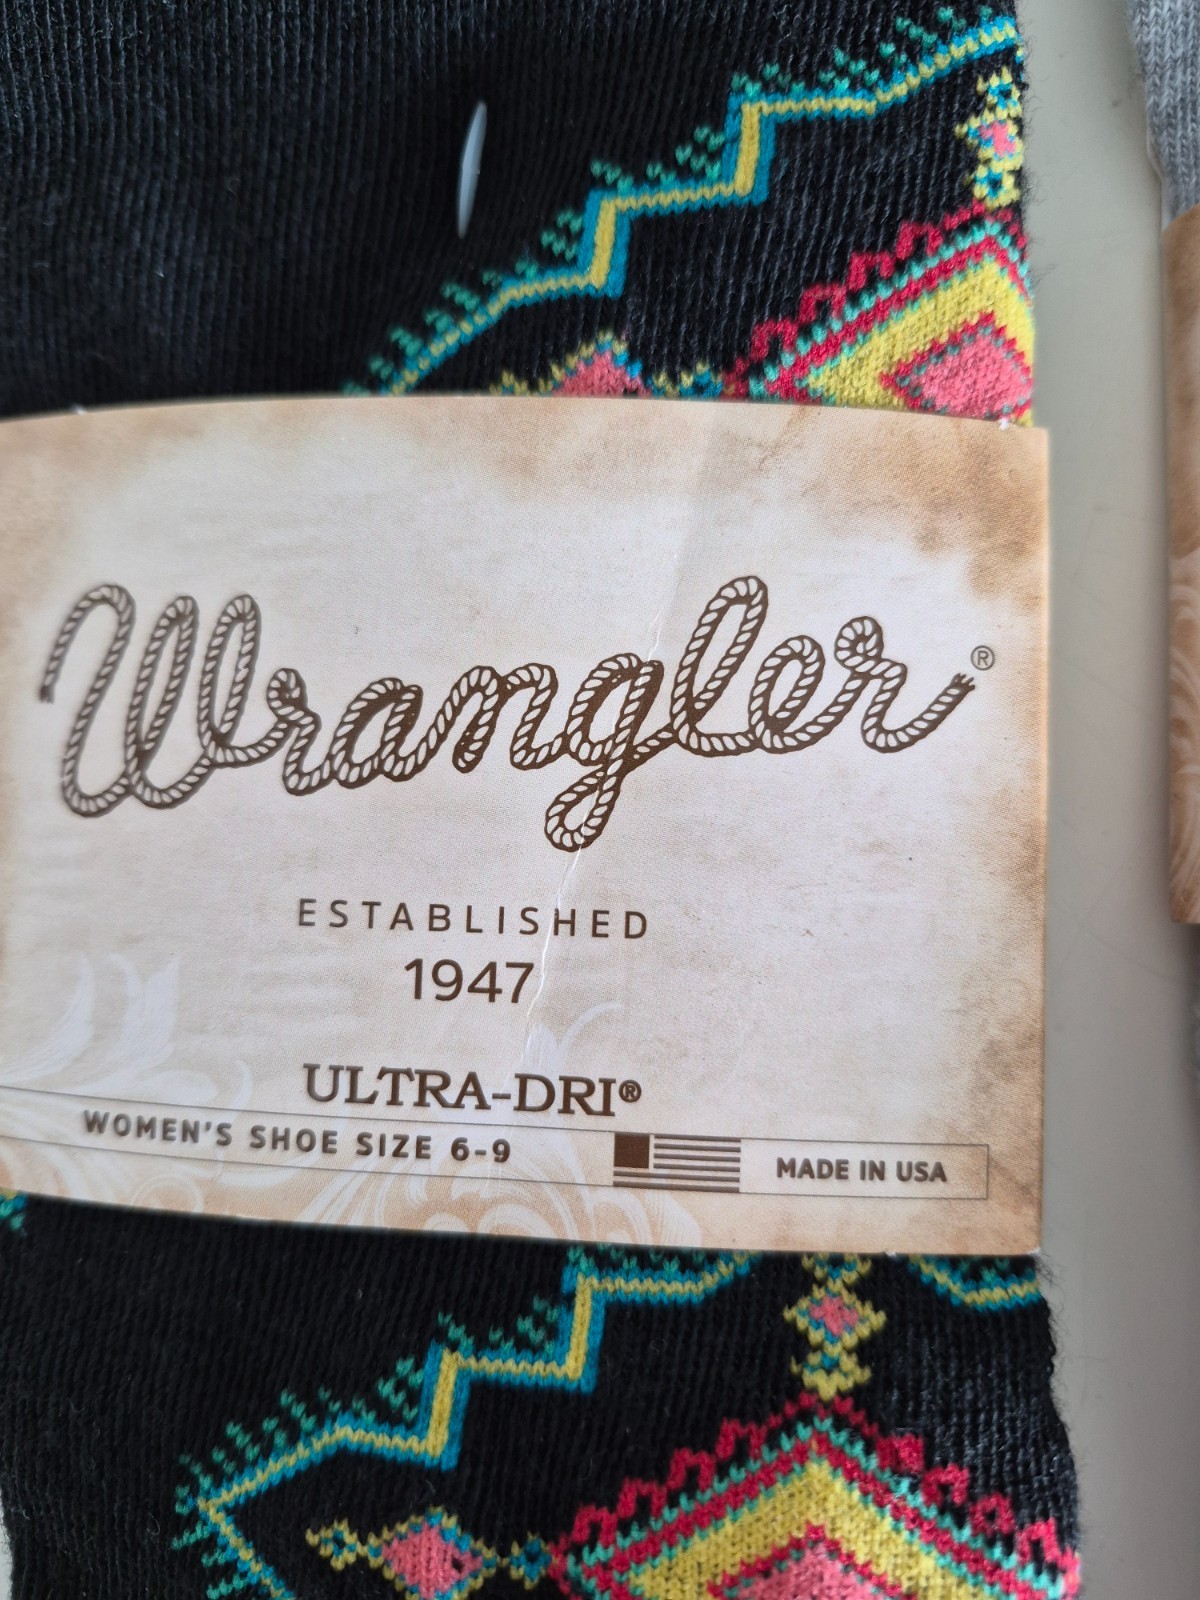 Wrangler®
ESTABLISHED
1947
ULTRA-DRI®
WOMEN'S SHOE SIZE 6-9
MADE IN USA